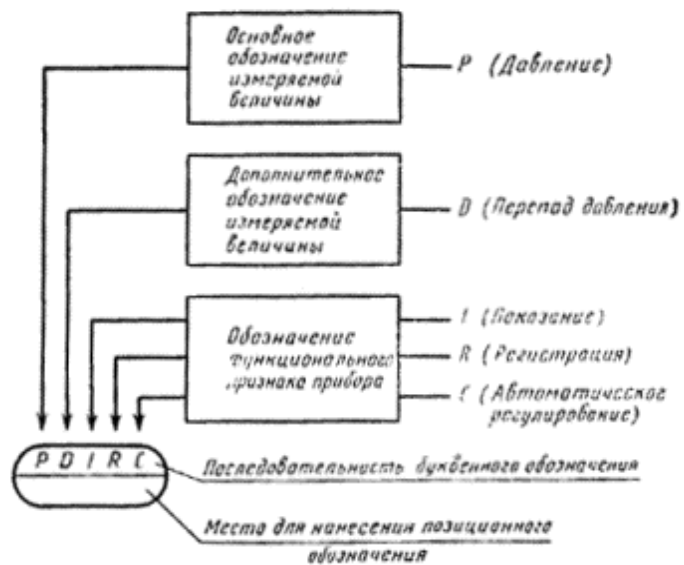 Основное
обозначение
измеряемой
величины
P (Давление)
Дополнительное
обозначение
измеряемой
величины
D (Перепад давления)
Обозначение
функционального
признака прибора
I (Показание)
R (Регистрация)
C (Автоматическое
регулирование)
P D I R C
Последовательность буквенного обозначения
Место для нанесения позиционного
обозначения